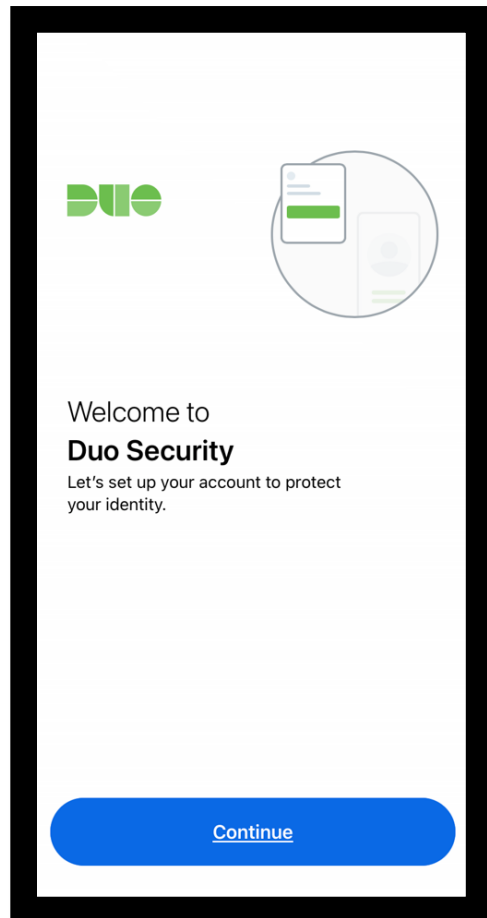 DUO
Welcome to
Duo Security
Let's set up your account to protect
your identity.
Continue